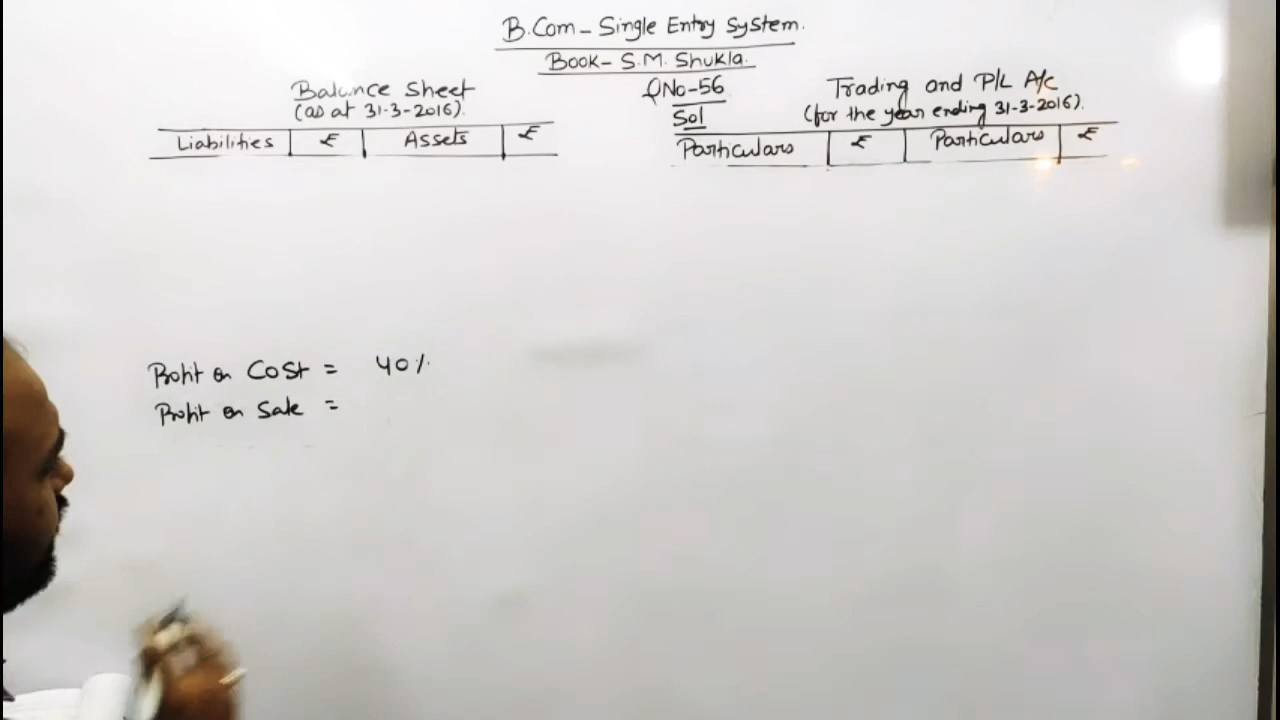 B.Com - Single Entry System.
Book - S.M. Shukla.
QNo-56
Sol
Balance Sheet
(as at 31-3-2016).
Liabilities ₹ Assets ₹
Trading and P/L A/c
(for the year ending 31-3-2016).
Particulars ₹ Particulars ₹
Profit on Cost = 40%
Profit on Sale =